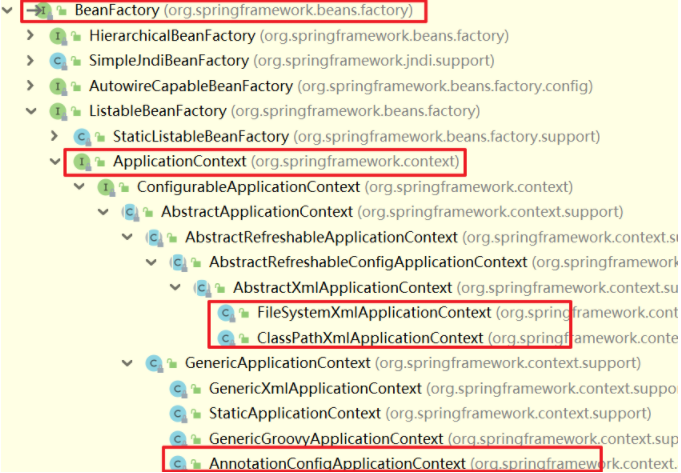 BeanFactory (org.springframework.beans.factory)
HierarchicalBeanFactory (org.springframework.beans.factory)
SimpleJndiBeanFactory (org.springframework.jndi.support)
AutowireCapableBeanFactory (org.springframework.beans.factory.config)
ListableBeanFactory (org.springframework.beans.factory)
StaticListableBeanFactory (org.springframework.beans.factory.support)
ApplicationContext (org.springframework.context)
ConfigurableApplicationContext (org.springframework.context)
AbstractApplicationContext (org.springframework.context.support)
AbstractRefreshableApplicationContext (org.springframework.context.su
AbstractRefreshableConfigApplicationContext (org.springframework
AbstractXmlApplicationContext (org.springframework.context.su
FileSystemXmlApplicationContext (org.springframework.cont
ClassPathXmlApplicationContext (org.springframework.conte
GenericApplicationContext (org.springframework.context.support)
GenericXmlApplicationContext (org.springframework.context.suppo
StaticApplicationContext (org.springframework.context.support)
GenericGroovyApplicationContext (org.springframework.context.sup
AnnotationConfigApplicationContext (org.springframework.context.